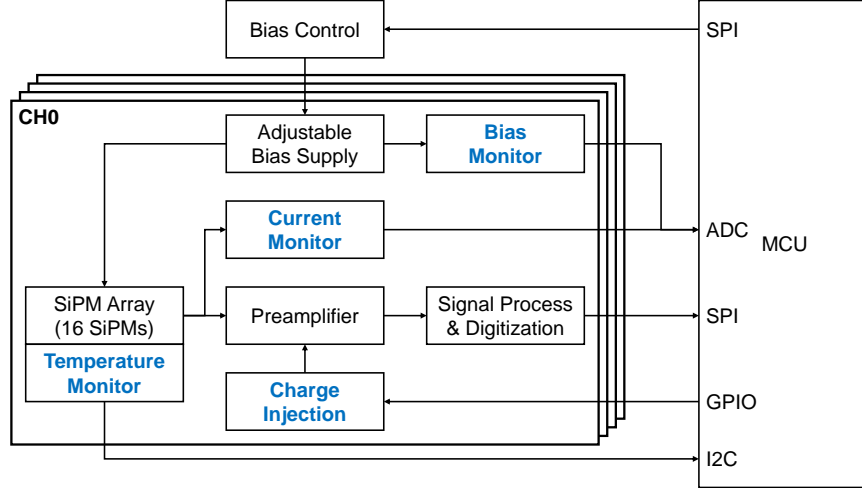 Bias Control
SPI
CH0
Adjustable
Bias Supply
Bias
Monitor
Current
Monitor
ADC
MCU
SiPM Array
(16 SiPMs)
Preamplifier
Signal Process
& Digitization
SPI
Temperature
Monitor
Charge
Injection
GPIO
I2C